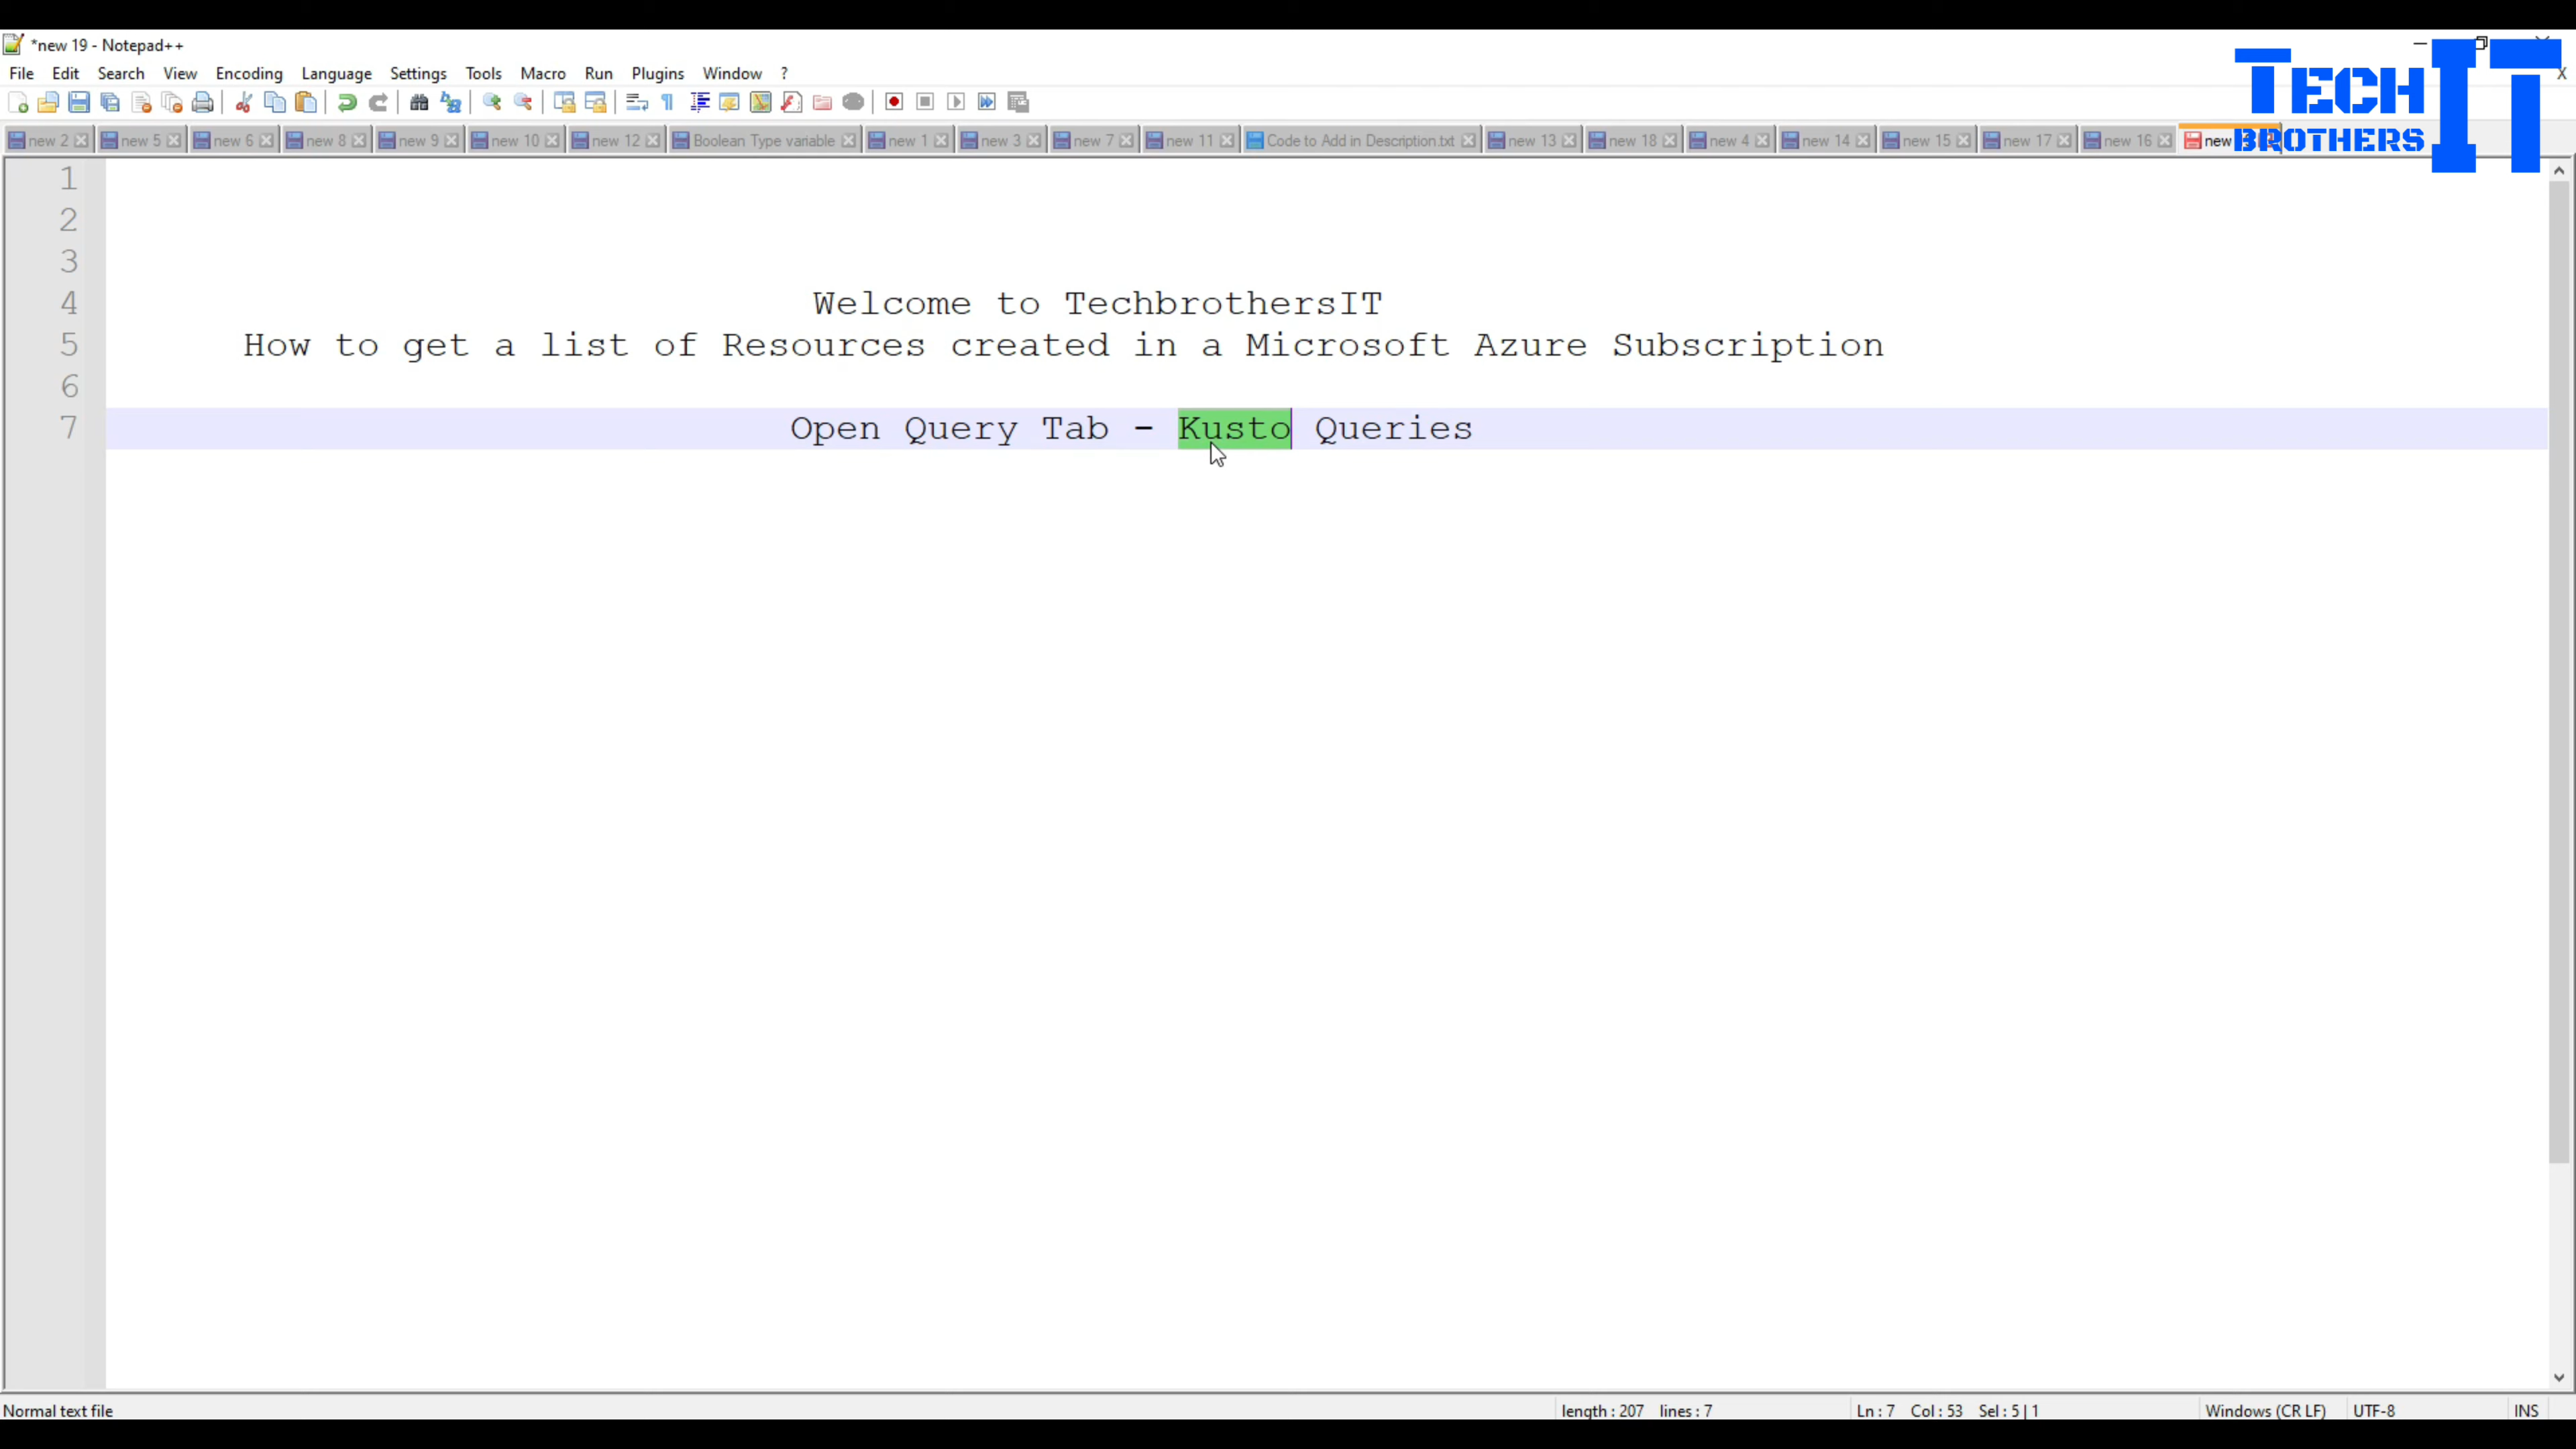 *new 19 - Notepad++
File Edit Search View Encoding Language Settings Tools Macro Run Plugins Window ?
new 2 new 5 new 6 new 8 new 9 new 10 new 12 Boolean Type variable new 1 new 3 new 7 new 11 Code to Add in Description.txt new 13 new 18 new 4 new 14 new 15 new 17 new 16 new
TECH BROTHERS IT
1
2
3
4 Welcome to TechbrothersIT
5 How to get a list of Resources created in a Microsoft Azure Subscription
6
7 Open Query Tab - Kusto Queries
Normal text file length : 207 lines : 7 Ln : 7 Col : 53 Sel : 5 | 1 Windows (CR LF) UTF-8 INS